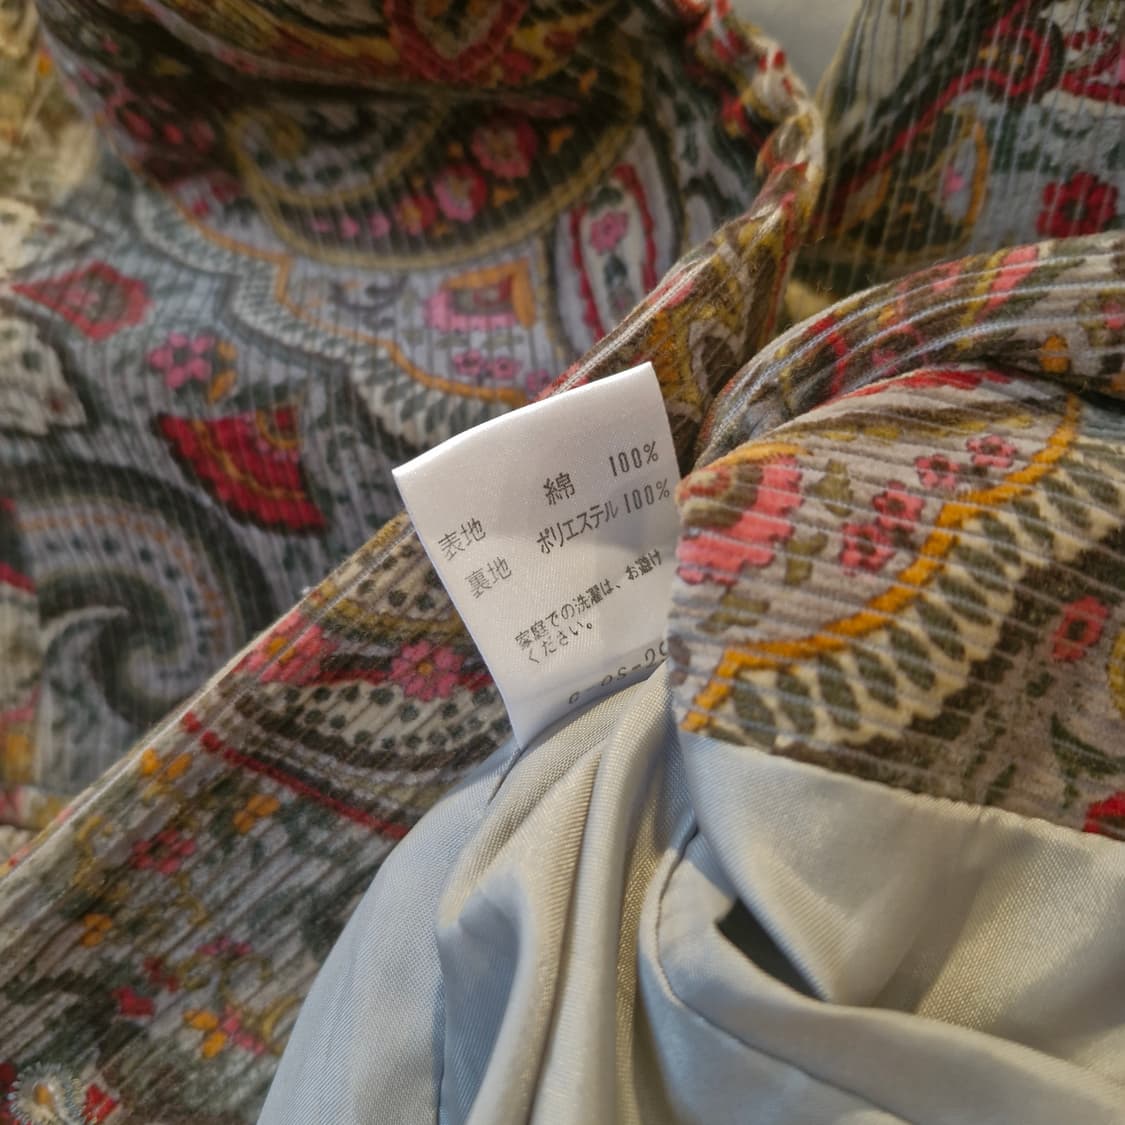 表地 綿 100%
裏地 ポリエステル 100%
家庭での洗濯は、お避け
ください。